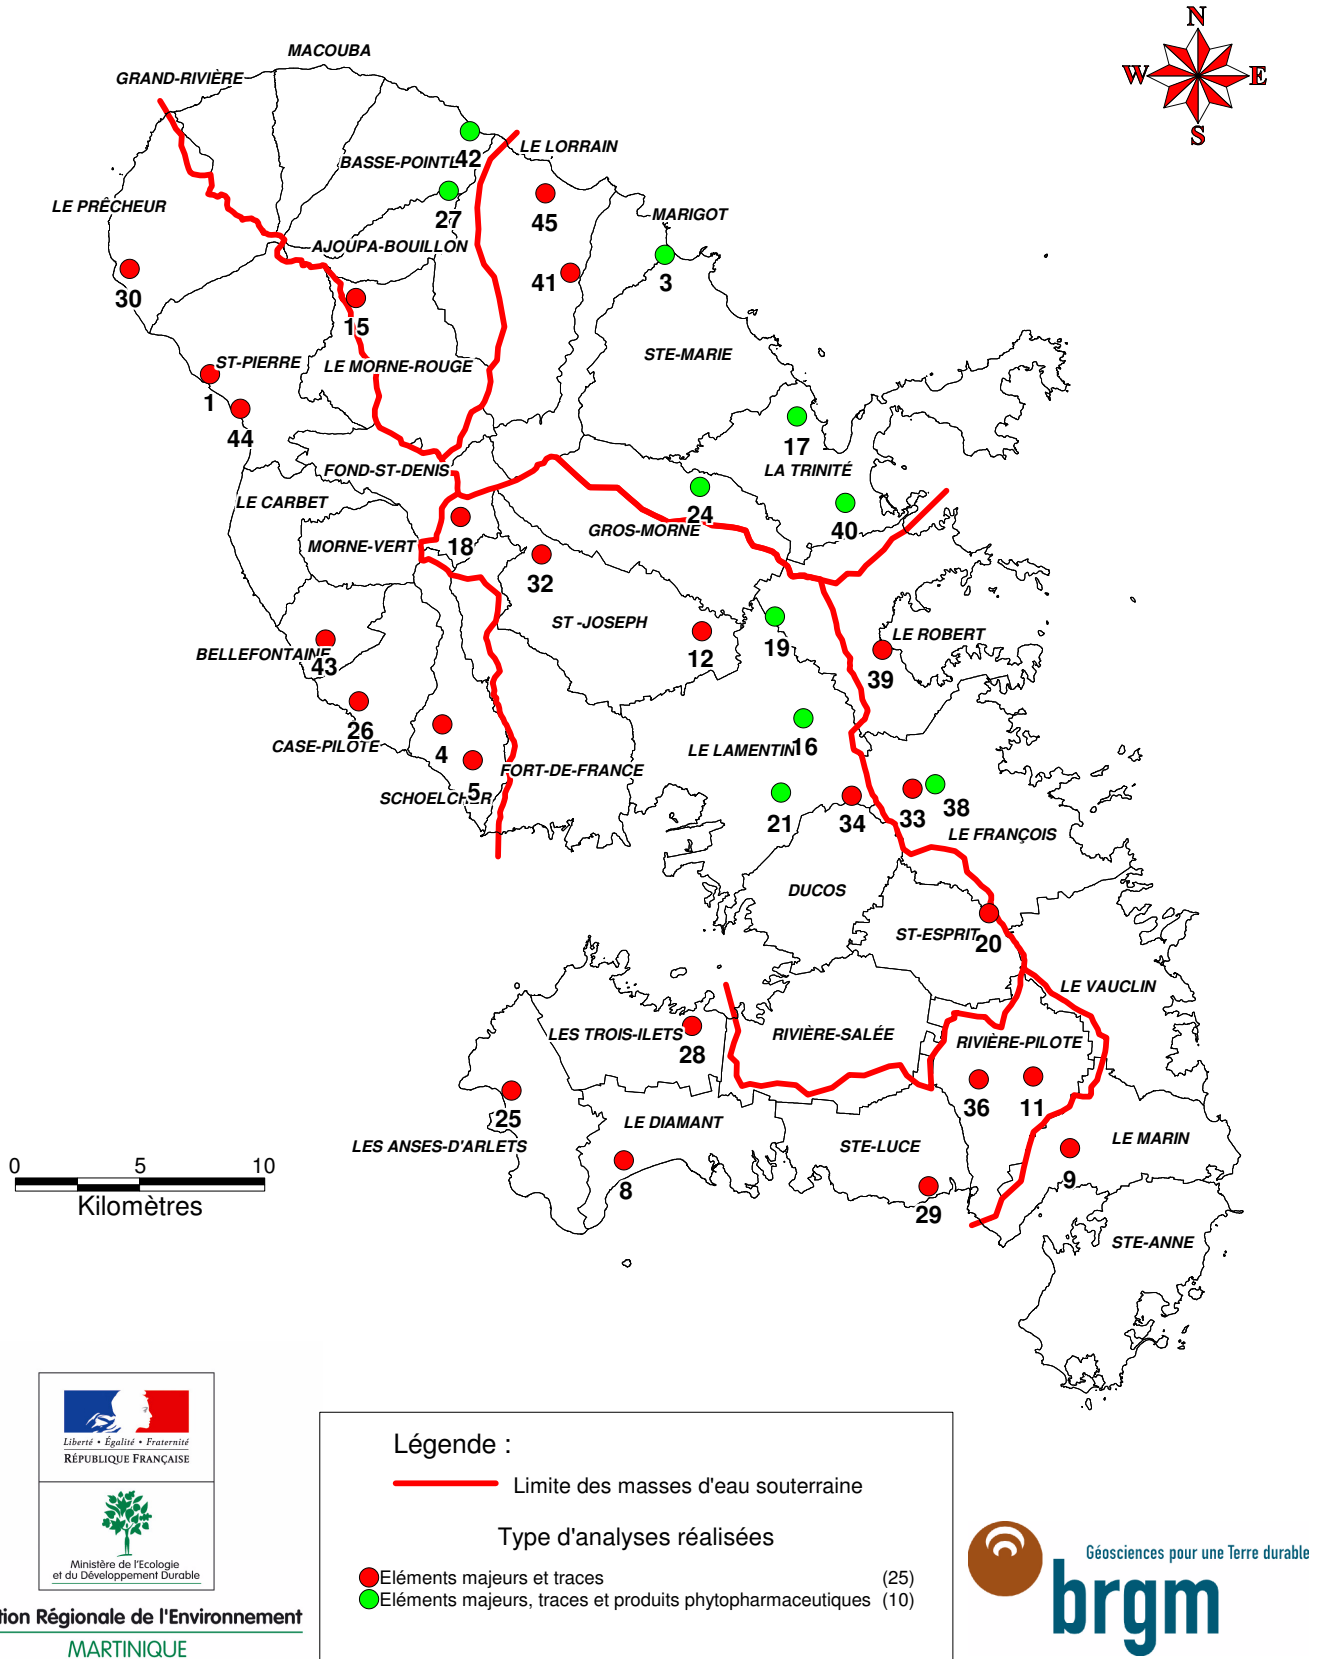 N
MACOUBA
GRAND-RIVIÈRE
W
E
S
LE LORRAIN
BASSE-POINTE
42
LE PRÊCHEUR
27
45
MARIGOT
AJOUPA-BOUILLON
41
3
30
15
STE-MARIE
ST-PIERRE
LE MORNE-ROUGE
1
44
17
FOND-ST-DENIS
LA TRINITÉ
LE CARBET
24
GROS-MORNE
40
MORNE-VERT
18
32
ST -JOSEPH
LE ROBERT
BELLEFONTAINE
43
12
19
39
26
CASE-PILOTE
4
LE LAMENTIN
16
FORT-DE-FRANCE
SCHOELCHER
5
21
34
33
38
LE FRANÇOIS
DUCOS
ST-ESPRIT
20
LE VAUCLIN
LES TROIS-ILETS
28
RIVIÈRE-SALÉE
RIVIÈRE-PILOTE
36
11
25
LE DIAMANT
LES ANSES-D'ARLETS
STE-LUCE
LE MARIN
0 5 10
Kilomètres
8
9
29
STE-ANNE
Liberté • Égalité • Fraternité
RÉPUBLIQUE FRANÇAISE
Ministère de l'Ecologie
et du Développement Durable
tion Régionale de l'Environnement
MARTINIQUE
Légende :
Limite des masses d'eau souterraine
Type d'analyses réalisées
Eléments majeurs et traces (25)
Eléments majeurs, traces et produits phytopharmaceutiques (10)
Géosciences pour une Terre durable
brgm